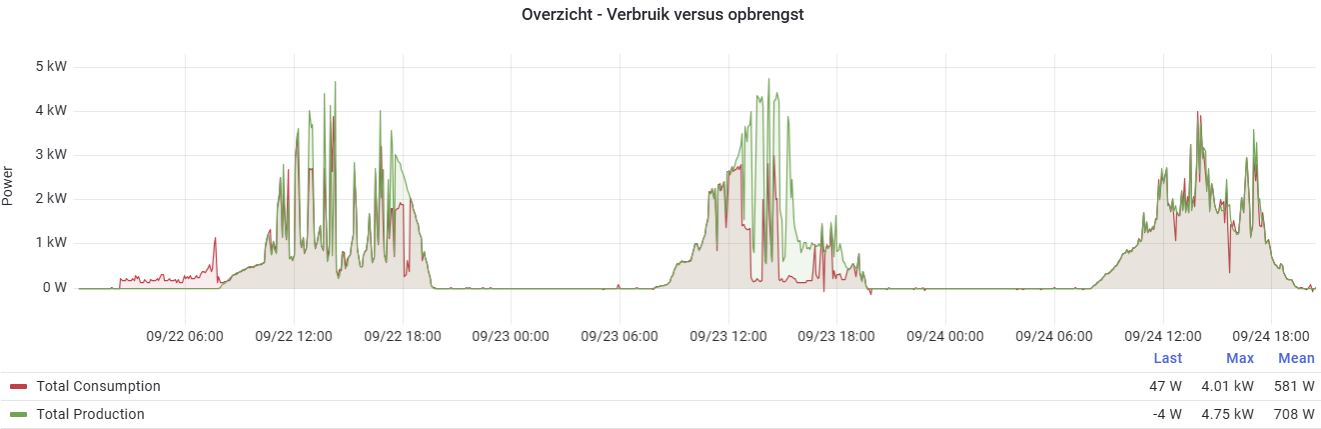 Overzicht - Verbruik versus opbrengst
Power
5 kW
4 kW
3 kW
2 kW
1 kW
0 W
09/22 06:00 09/22 12:00 09/22 18:00 09/23 00:00 09/23 06:00 09/23 12:00 09/23 18:00 09/24 00:00 09/24 06:00 09/24 12:00 09/24 18:00
Last Max Mean
Total Consumption 47 W 4.01 kW 581 W
Total Production -4 W 4.75 kW 708 W